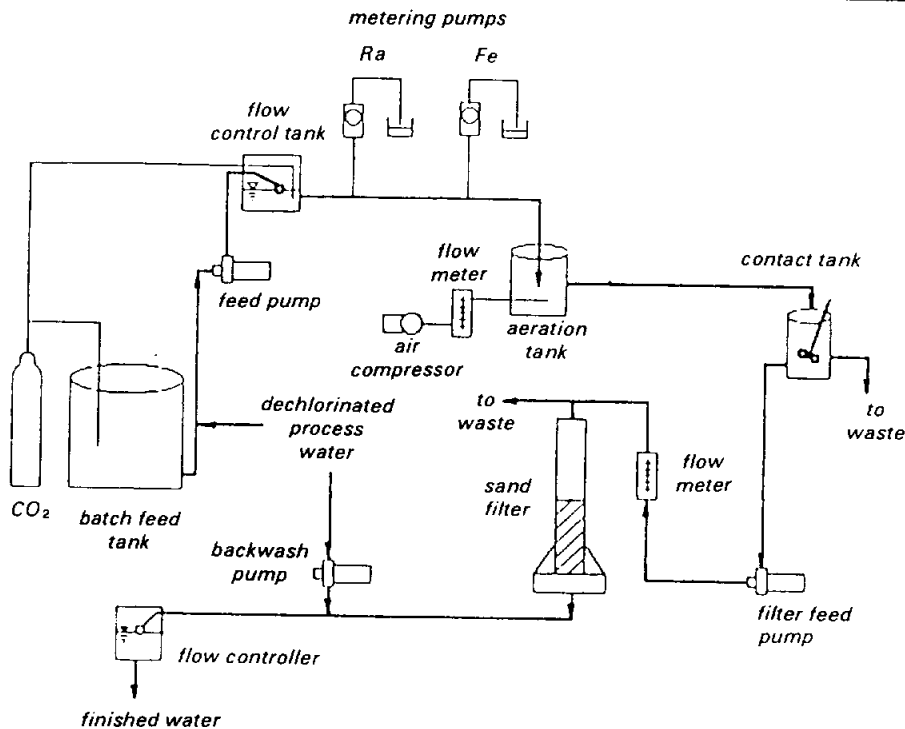 metering pumps
Ra
Fe
flow
control tank
feed pump
flow
meter
aeration
tank
air
compressor
contact tank
to
waste
dechlorinated
process
water
to
waste
sand
filter
flow
meter
CO₂
batch feed
tank
backwash
pump
filter feed
pump
flow controller
finished water